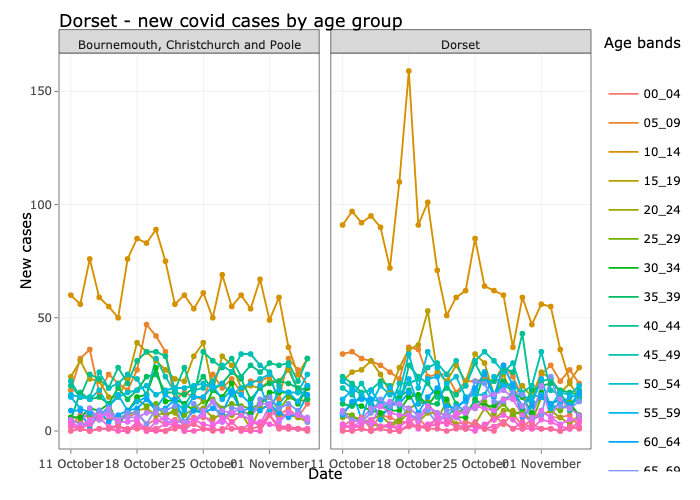 Dorset - new covid cases by age group
Bournemouth, Christchurch and Poole
Dorset
Age bands
00_04
05_09
10_14
15_19
20_24
25_29
30_34
35_39
40_44
45_49
50_54
55_59
60_64
65_69
New cases
150
100
50
0
11 October 18 October 25 October 01 November 11 October 18 October 25 October 01 November
Date